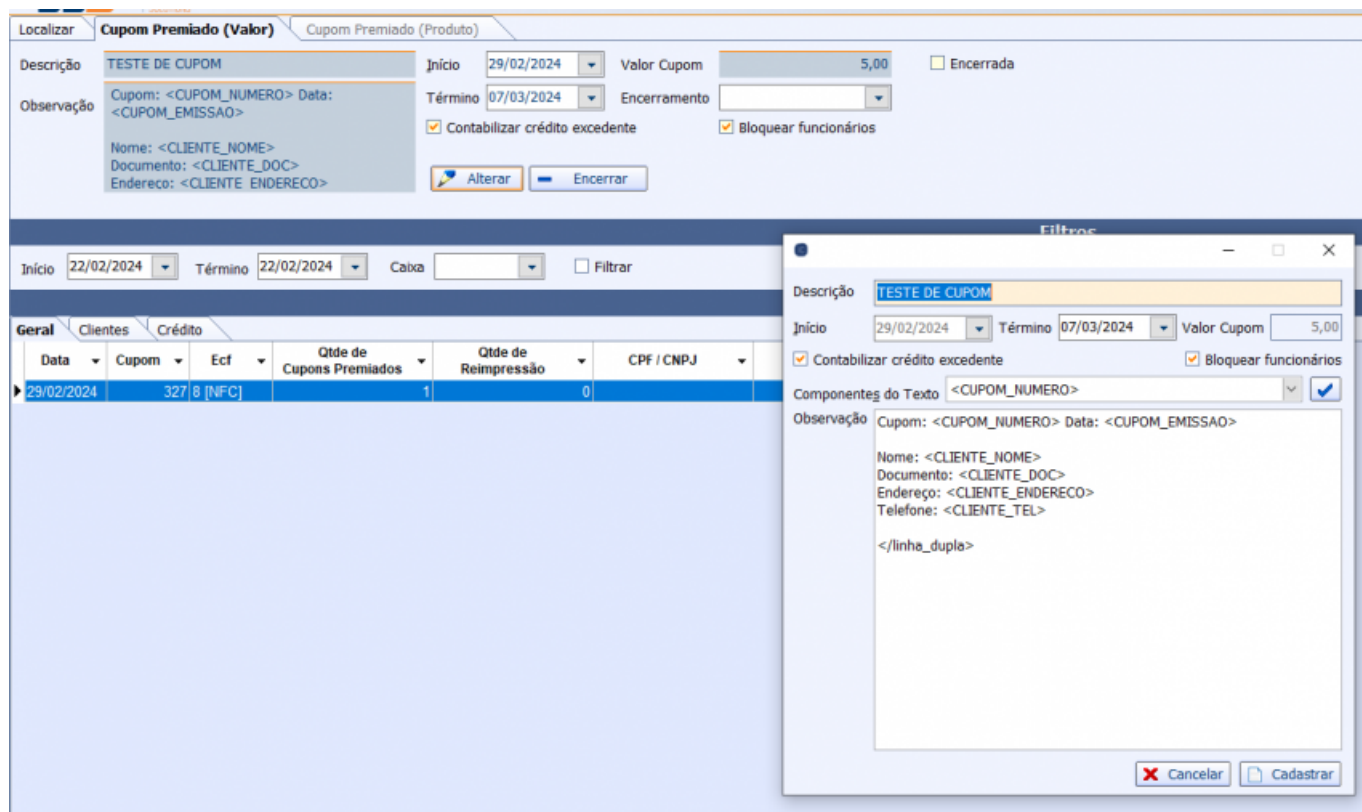 Localizar Cupom Premiado (Valor) Cupom Premiado (Produto)
Descrição TESTE DE CUPOM Início 29/02/2024 Valor Cupom 5,00 Encerrada
Observação Cupom: <CUPOM_NUMERO> Data: <CUPOM_EMISSAO>
Término 07/03/2024 Encerramento
Contabilizar crédito excedente Bloquear funcionários
Nome: <CLIENTE_NOME>
Documento: <CLIENTE_DOC>
Endereco: <CLIENTE ENDERECO>
Alterar Encerrar
Filtros
Início 22/02/2024 Término 22/02/2024 Caixa Filtrar
Geral Clientes Crédito
Data Cupom Ecf Qtde de Cupons Premiados Qtde de Reimpressão CPF / CNPJ
29/02/2024 327 8 [NFC] 1 0
Descrição TESTE DE CUPOM
Início 29/02/2024 Término 07/03/2024 Valor Cupom 5,00
Contabilizar crédito excedente Bloquear funcionários
Componentes do Texto <CUPOM_NUMERO>
Observação Cupom: <CUPOM_NUMERO> Data: <CUPOM_EMISSAO>
Nome: <CLIENTE_NOME>
Documento: <CLIENTE_DOC>
Endereço: <CLIENTE_ENDERECO>
Telefone: <CLIENTE_TEL>
</linha_dupla>
Cancelar Cadastrar